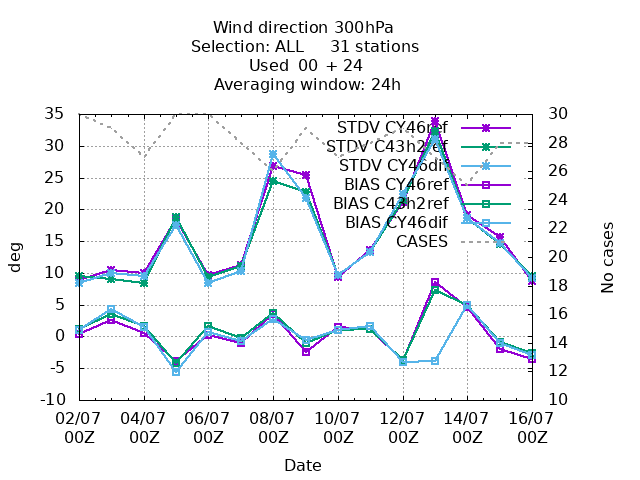 Wind direction 300hPa
Selection: ALL 31 stations
Used 00 + 24
Averaging window: 24h
35
30
25
20
15
10
5
0
-5
-10
deg
30
28
26
24
22
20
18
16
14
12
10
No cases
STDV CY46ref
STDV C43h2ref
STDV CY46dif
BIAS CY46ref
BIAS C43h2ref
BIAS CY46dif
CASES
02/07 04/07 06/07 08/07 10/07 12/07 14/07 16/07
00Z 00Z 00Z 00Z 00Z 00Z 00Z 00Z
Date